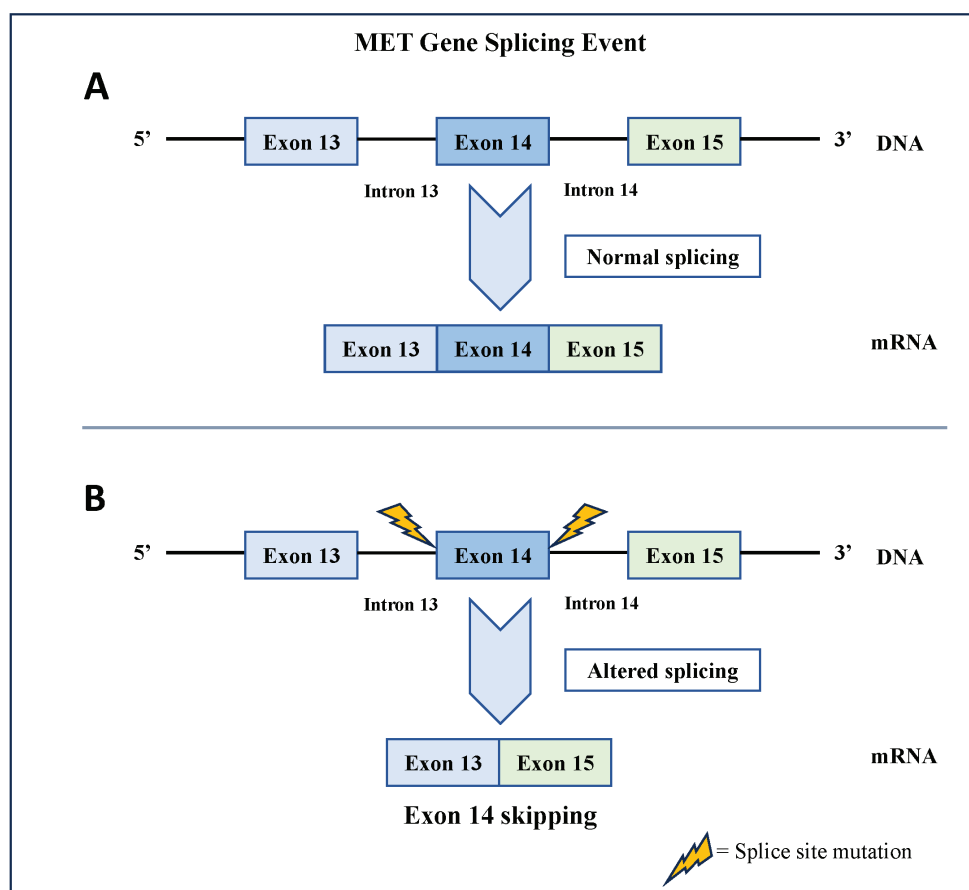 MET Gene Splicing Event
A
5’ Exon 13 Exon 14 Exon 15 3’ DNA
Intron 13 Intron 14
Normal splicing
Exon 13 Exon 14 Exon 15 mRNA
B
5’ Exon 13 Exon 14 Exon 15 3’ DNA
Intron 13 Intron 14
Altered splicing
Exon 13 Exon 15 mRNA
Exon 14 skipping
= Splice site mutation